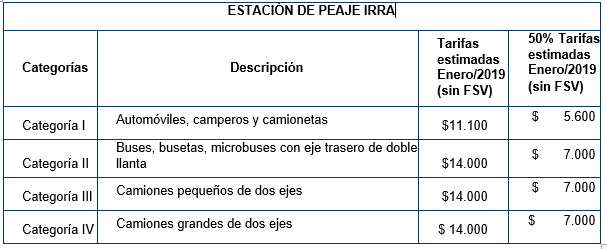 ESTACIÓN DE PEAJE IRRA
Categorías Descripción Tarifas estimadas Enero/2019 (sin FSV) 50% Tarifas estimadas Enero/2019 (sin FSV)
Categoría I Automóviles, camperos y camionetas $11.100 $ 5.600
Categoría II Buses, busetas, microbuses con eje trasero de doble llanta $14.000 $ 7.000
Categoría III Camiones pequeños de dos ejes $14.000 $ 7.000
Categoría IV Camiones grandes de dos ejes $ 14.000 $ 7.000